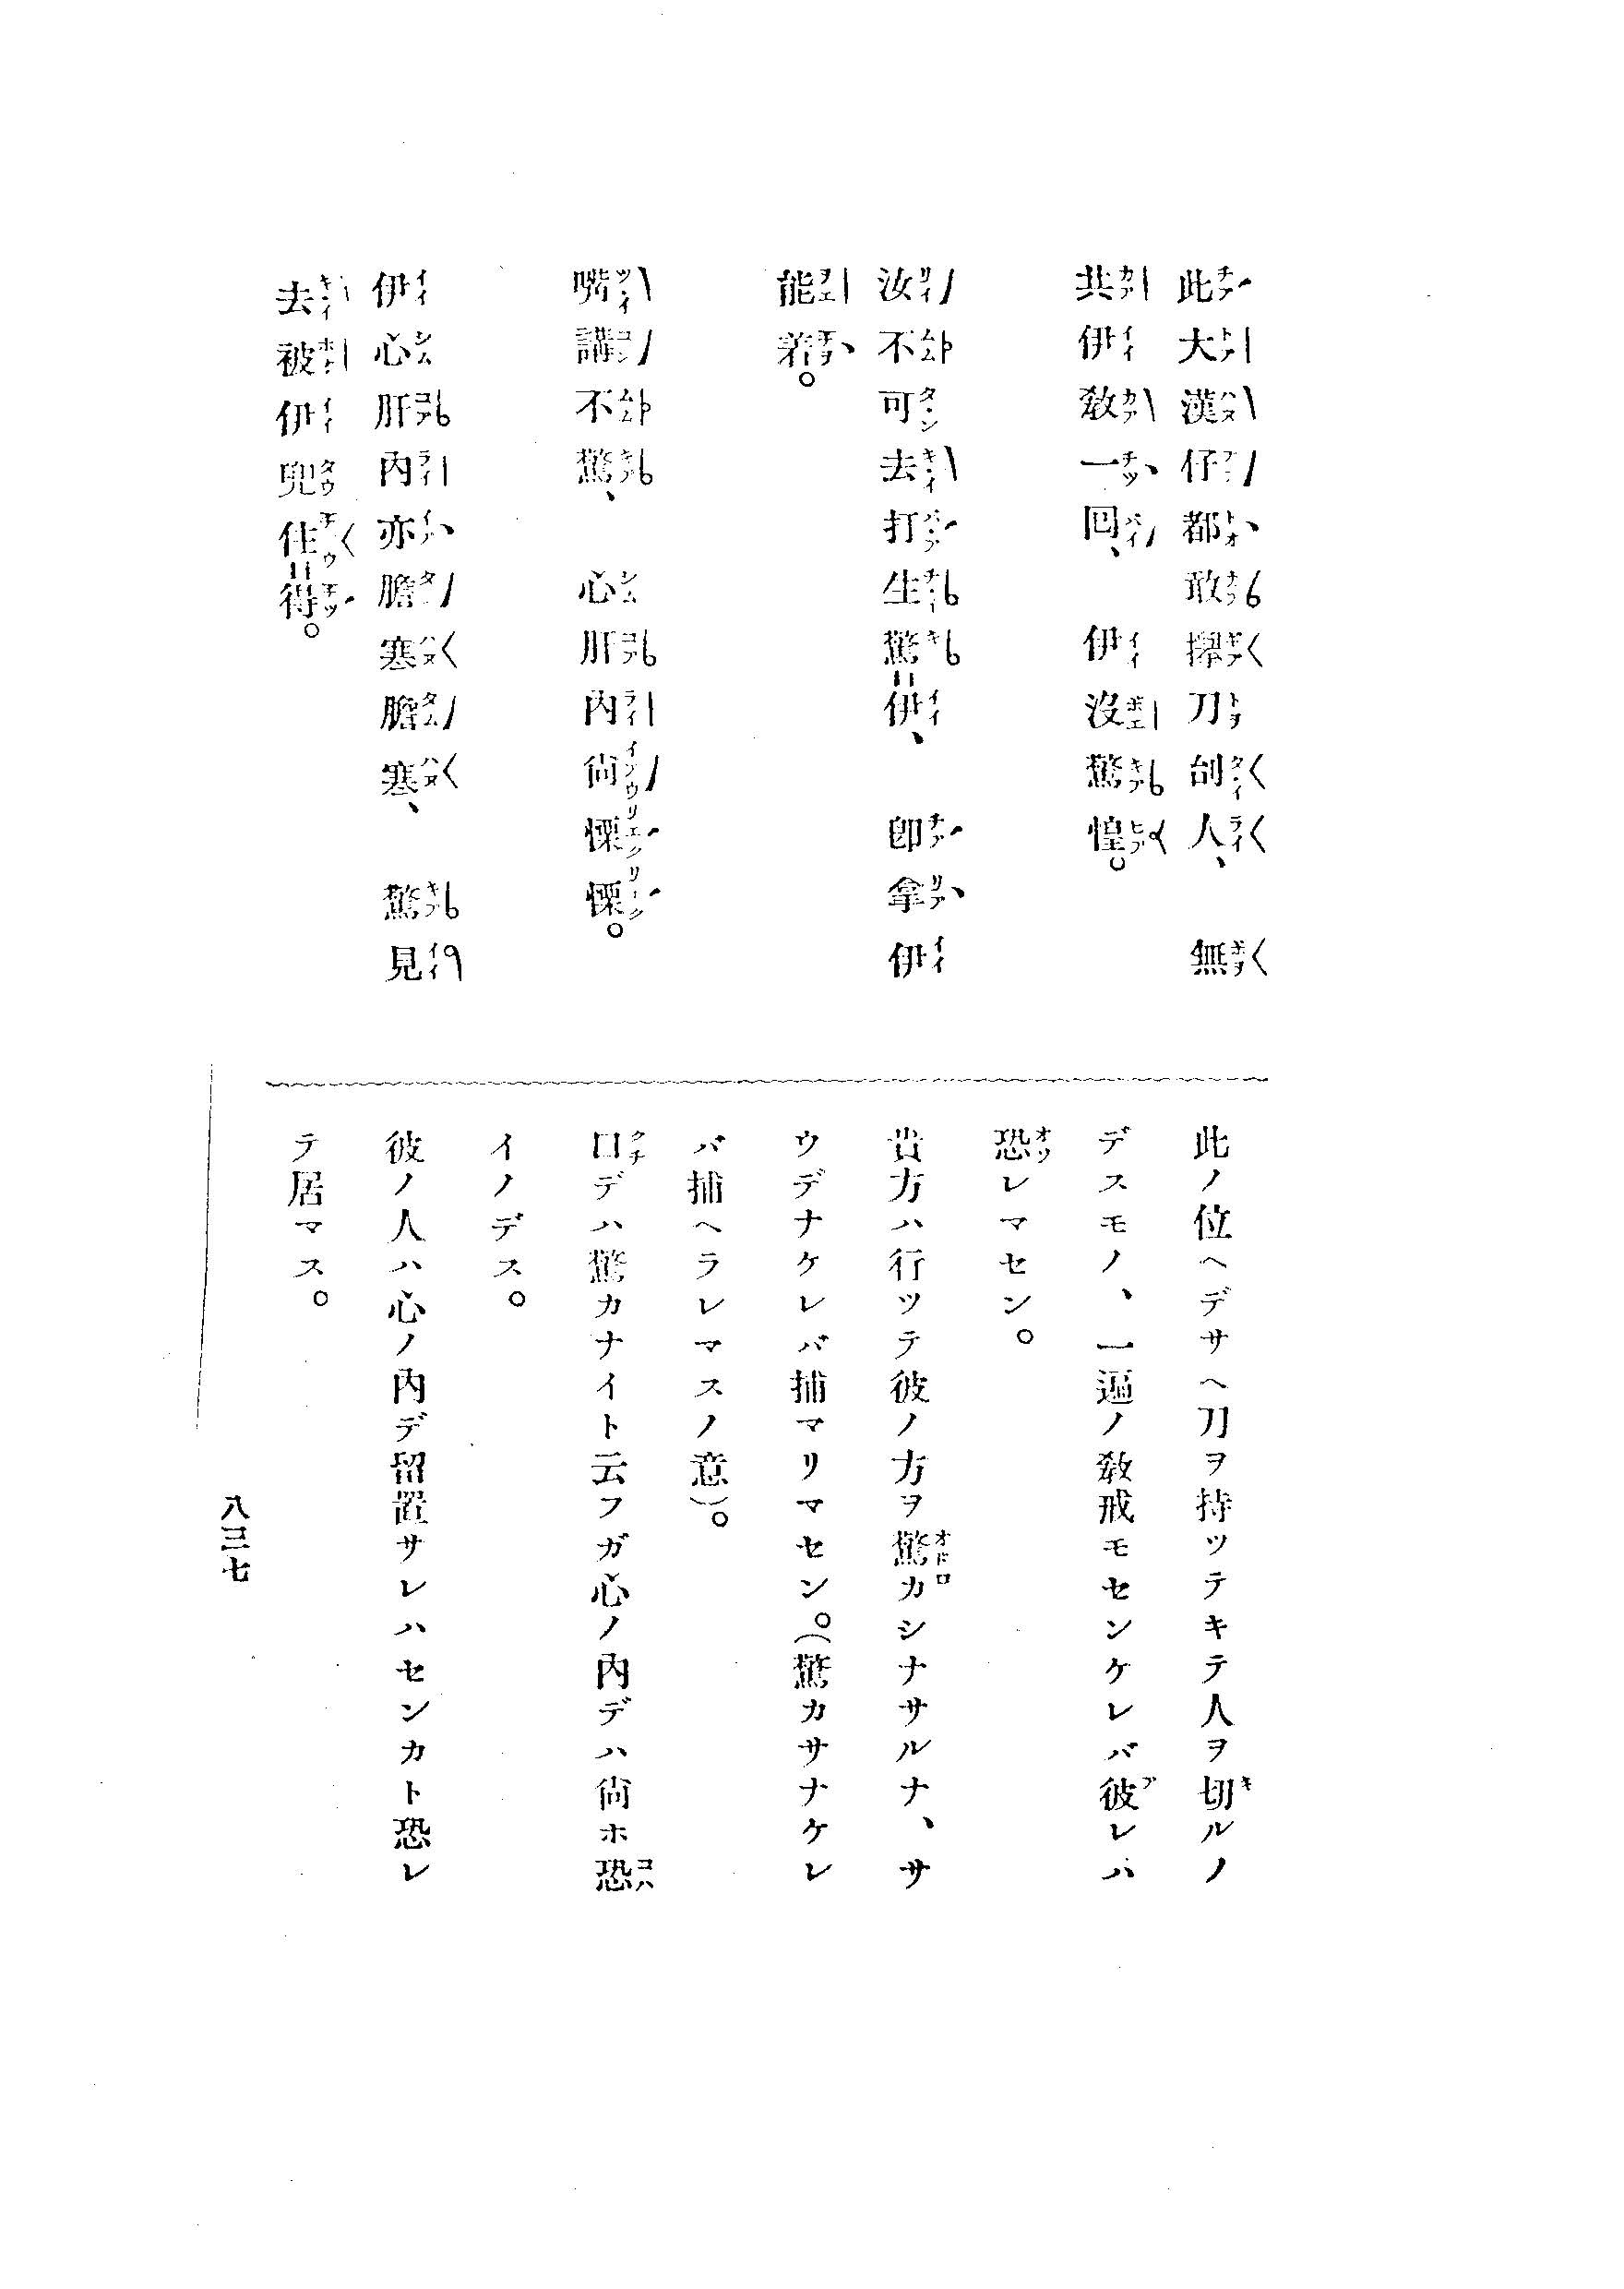 此大漢仔都敢攑刀刣人、　無
共伊敎一囘、　伊沒驚惶。
汝不可去打生驚=伊、　卽拿伊
能著。
嘴講不驚、　心肝內尙慄慄。
伊心肝內亦膽寒膽寒、　驚見
去被伊兜住=得。
此ノ位ヘデサヘ刀ヲ持ツテキテ人ヲ切ルノ
デスモノ、一遍ノ敎戒モセンケレバ彼レハ
恐レマセン。
貴方ハ行ツテ彼ノ方ヲ驚カシナサルナ、サ
ウデナケレバ捕マリマセン。(驚カサナケレ
バ捕ヘラレマスノ意)。
口デハ驚カナイト云フガ心ノ內デハ尙ホ恐
イノデス。
彼ノ人ハ心ノ內デ留置サレハセンカト恐レ
テ居マス。
八三七